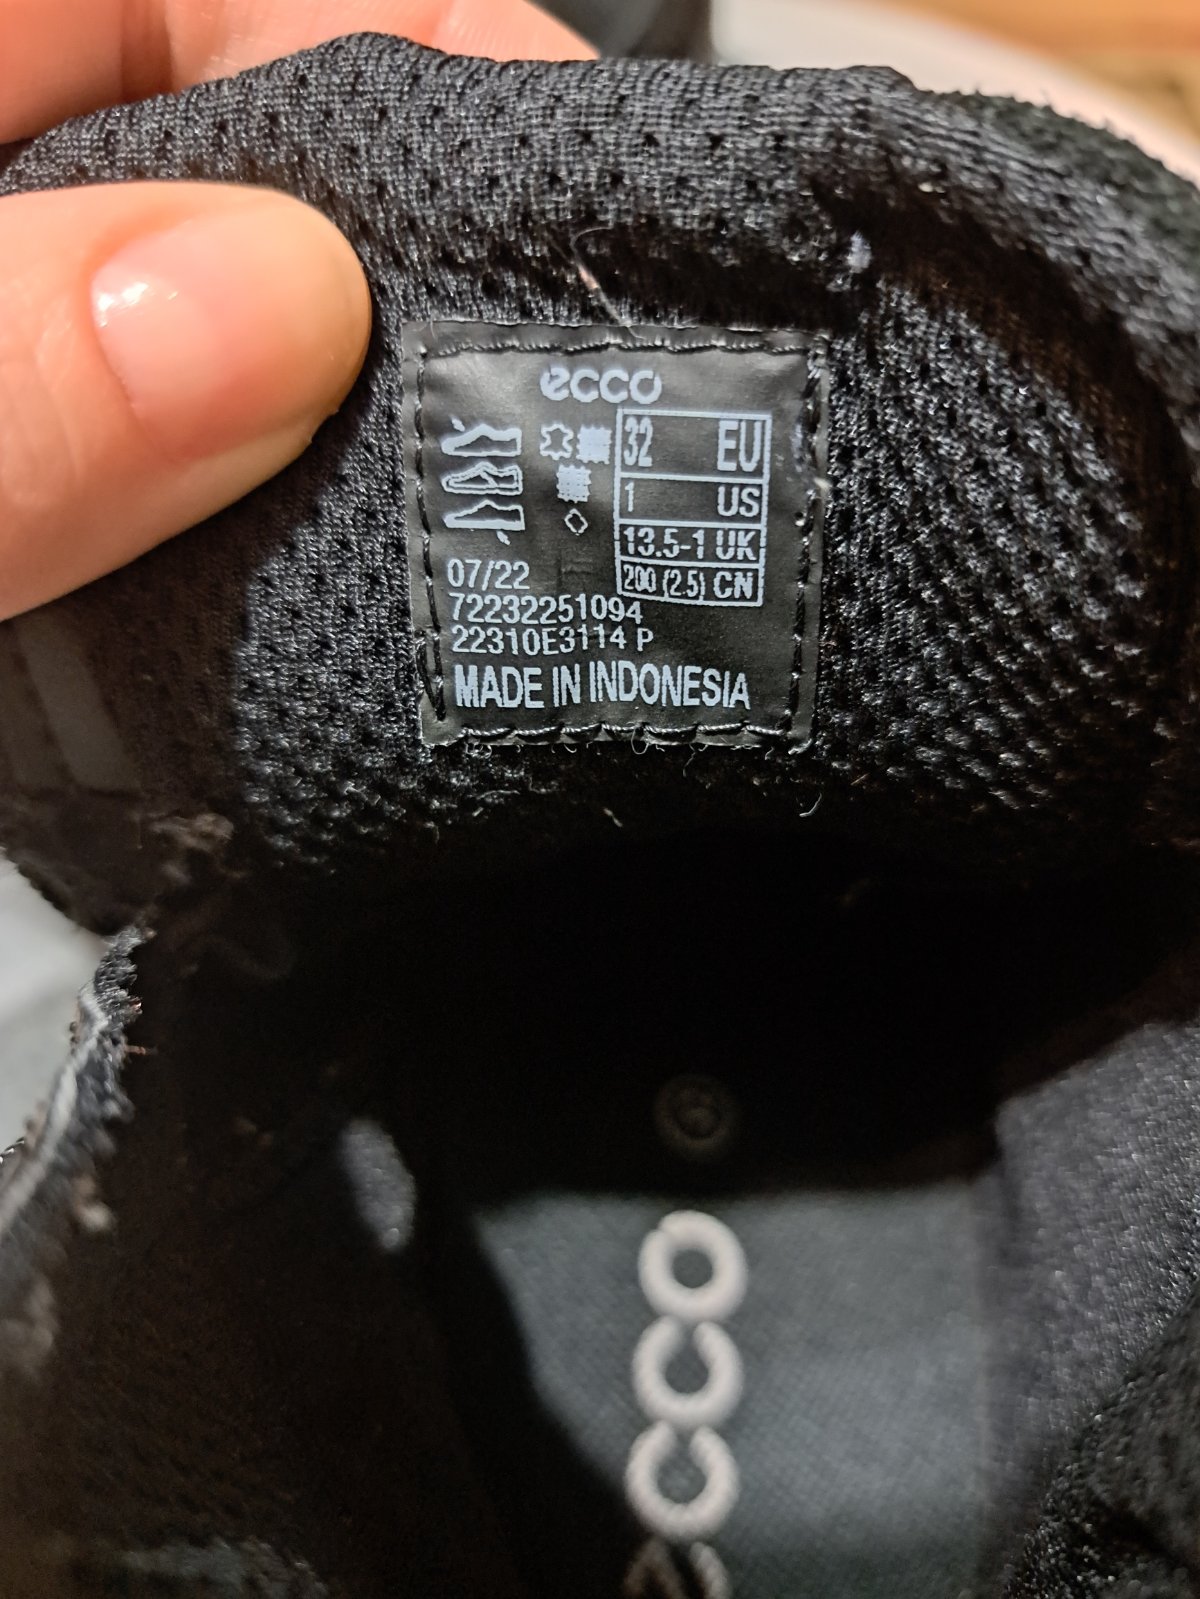 ecco
32 EU
1 US
13.5-1 UK
200 (2.5) CN
07/22
72232251094
22310E3114 P
MADE IN INDONESIA
ecco